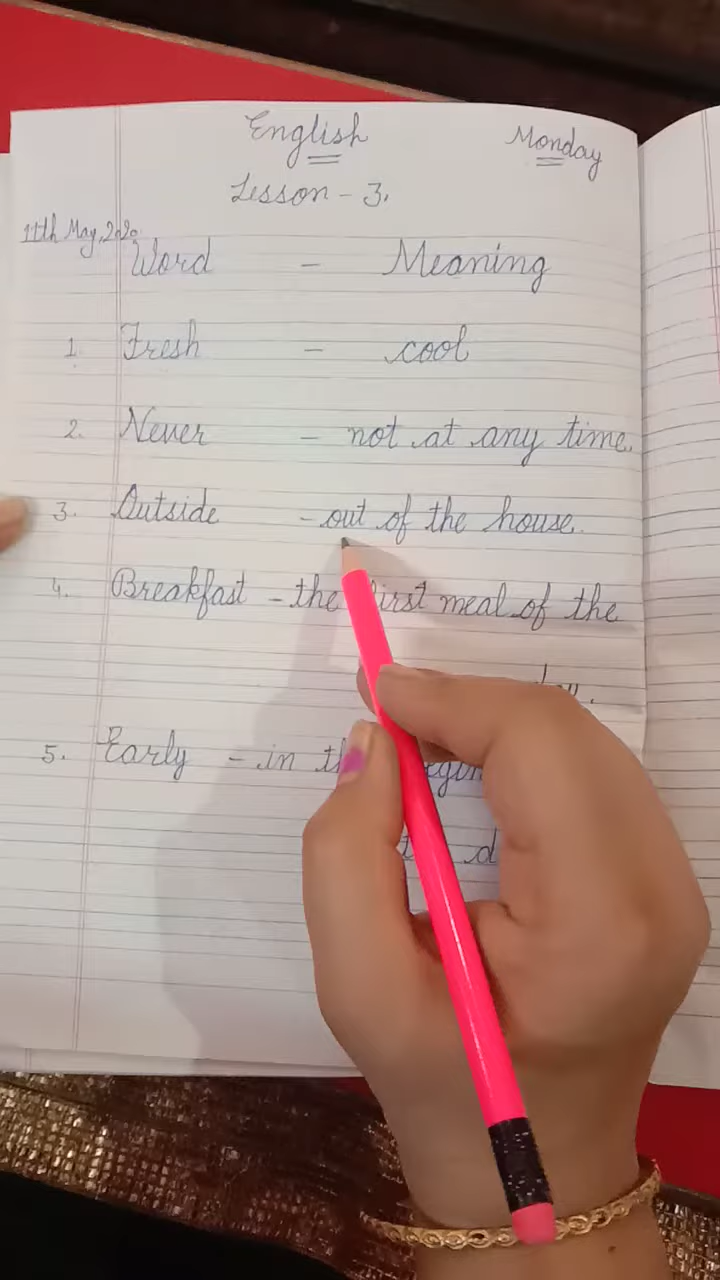 English Monday
Lesson - 3.
11th May, 2020
Word - Meaning
1. Fresh - cool
2. Never - not at any time.
3. Outside - out of the house.
4. Breakfast - the first meal of the
day.
5. Early - in